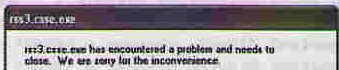 rss3.csse.exe
rss3.csse.exe has encountered a problem and needs to
close. We are sorry for the inconvenience.